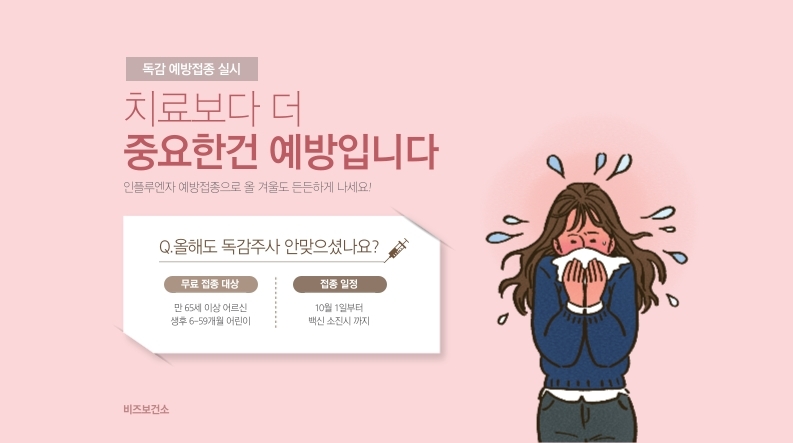 독감 예방접종 실시
치료보다 더
중요한건 예방입니다
인플루엔자 예방접종으로 올 겨울도 든든하게 나세요!
Q.올해도 독감주사 안맞으셨나요?
무료 접종 대상
만 65세 이상 어르신
생후 6-59개월 어린이
접종 일정
10월 1일부터
백신 소진시 까지
비즈보건소